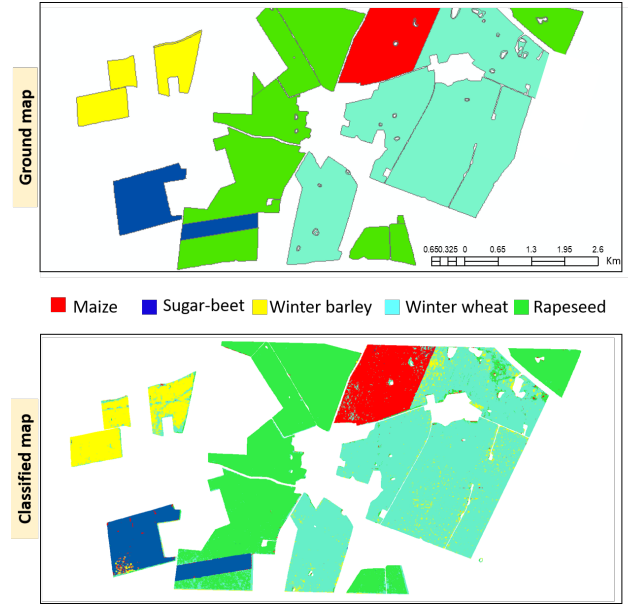 Ground map
0.65 0.325 0 0.65 1.3 1.95 2.6
Km
Maize Sugar-beet Winter barley Winter wheat Rapeseed
Classified map